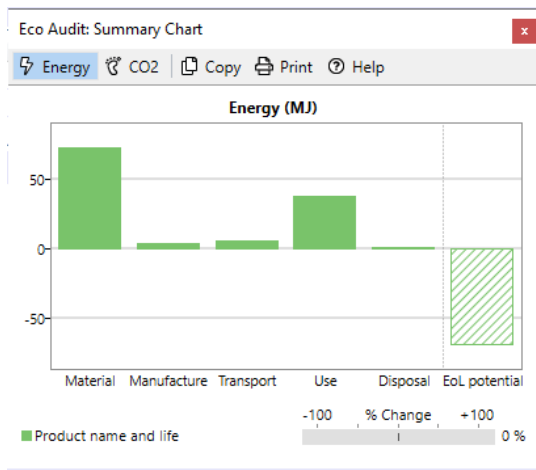 Eco Audit: Summary Chart x
Energy CO2 Copy Print Help
Energy (MJ)
50
0
-50
Material Manufacture Transport Use Disposal EoL potential
-100 % Change +100
Product name and life 0 %